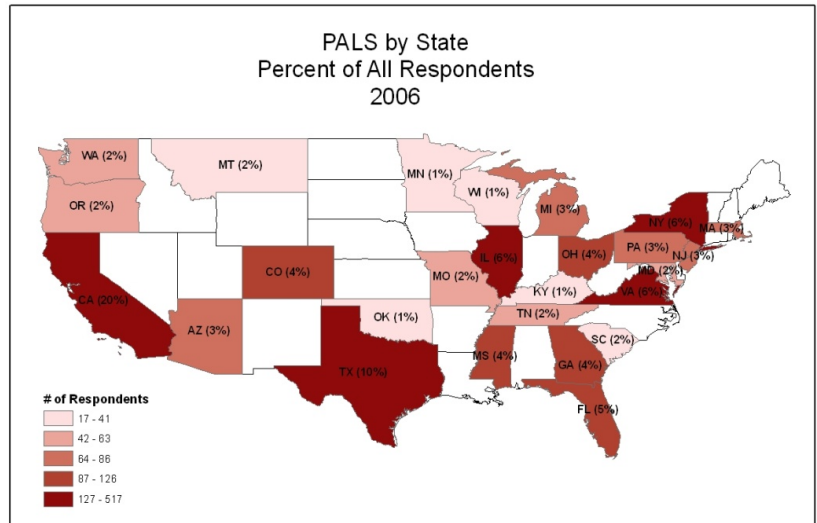 PALS by State
Percent of All Respondents
2006
WA (2%)
MT (2%)
MN (1%)
OR (2%)
WI (1%)
MI (3%)
NY (6%)
MA (3%)
PA (3%)
NJ (3%)
IL (6%)
OH (4%)
MD (2%)
CO (4%)
MO (2%)
KY (1%)
VA (6%)
CA (20%)
AZ (3%)
OK (1%)
TN (2%)
SC (2%)
TX (10%)
MS (4%)
GA (4%)
FL (5%)
# of Respondents
17 - 41
42 - 63
64 - 86
87 - 126
127 - 517